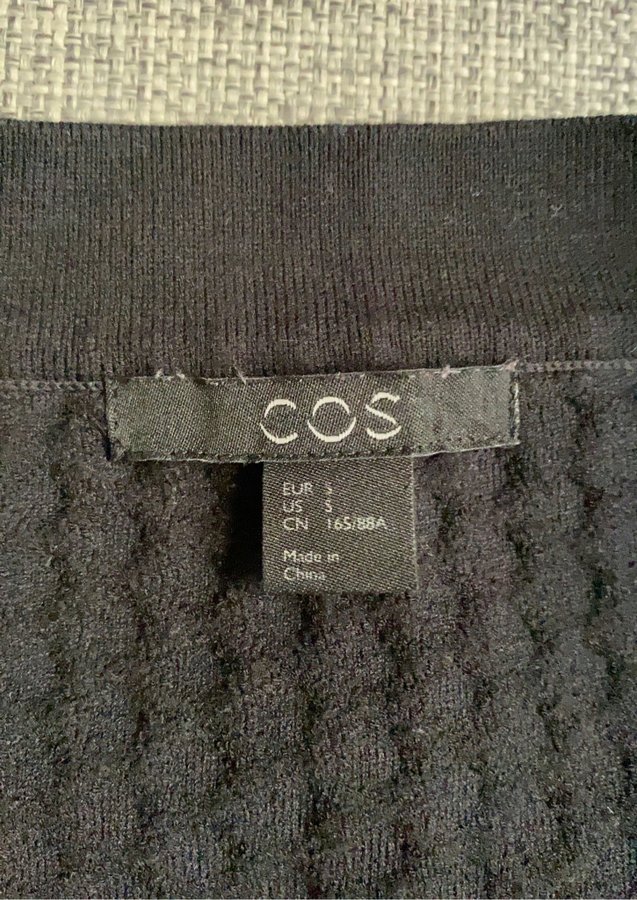 COS
EUR S
US S
CN 165/88A
Made in
China